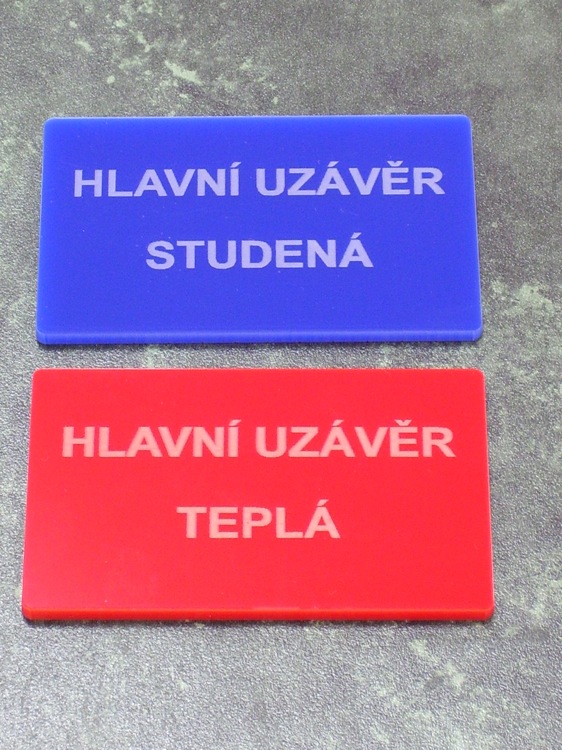 HLAVNÍ UZÁVĚR
STUDENÁ
HLAVNÍ UZÁVĚR
TEPLÁ